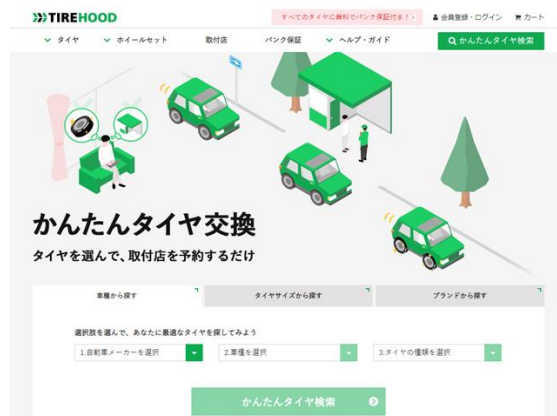 TIREHOOD
すべてのタイヤに無料でパンク保証付き!
会員登録・ログイン
カート
タイヤ
ホイールセット
取付店
パンク保証
ヘルプ・ガイド
かんたんタイヤ検索
かんたんタイヤ交換
タイヤを選んで、取付店を予約するだけ
車種から探す
タイヤサイズから探す
ブランドから探す
選択肢を選んで、あなたに最適なタイヤを探してみよう
1.自動車メーカーを選択
2.車種を選択
3.タイヤの種類を選択
かんたんタイヤ検索